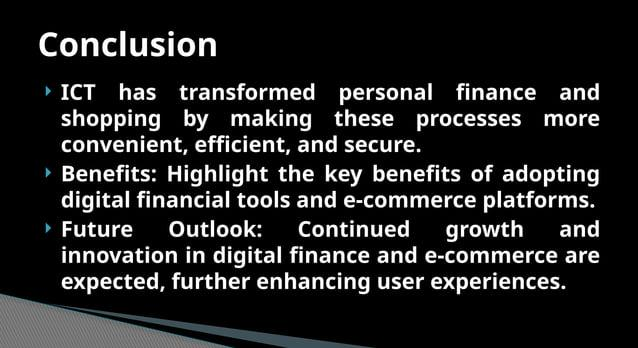 Conclusion
ICT has transformed personal finance and
shopping by making these processes more
convenient, efficient, and secure.
Benefits: Highlight the key benefits of adopting
digital financial tools and e-commerce platforms.
Future Outlook: Continued growth and
innovation in digital finance and e-commerce are
expected, further enhancing user experiences.